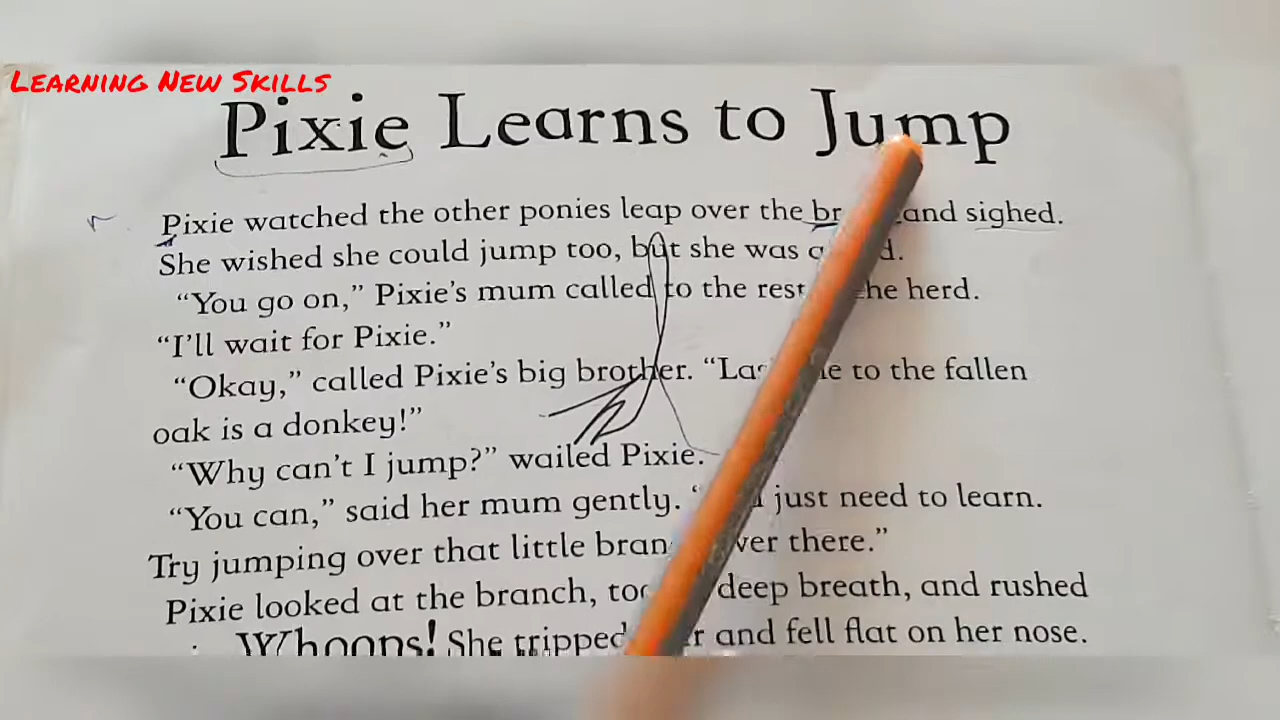 Learning New Skills
Pixie Learns to Jump
Pixie watched the other ponies leap over the and sighed.
She wished she could jump too, but she was
“You go on,” Pixie’s mum called to the rest the herd.
“I’ll wait for Pixie.”
“Okay,” called Pixie’s big brother. “ to the fallen
oak is a donkey!”
“Why can’t I jump?” wailed Pixie.
“You can,” said her mum gently. “ just need to learn.
Try jumping over that little over there.”
Pixie looked at the branch, deep breath, and rushed
Whoops! She tripped and fell flat on her nose.